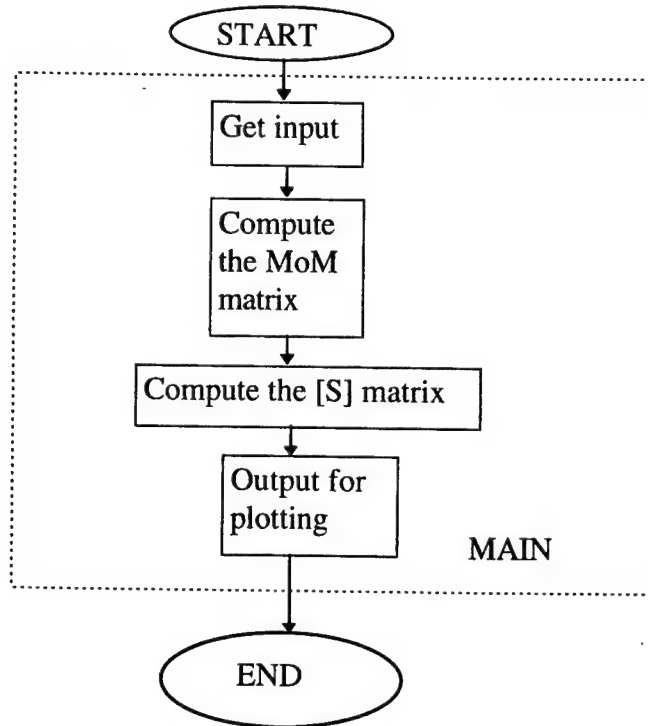 START
Get input
Compute
the MoM
matrix
Compute the [S] matrix
Output for
plotting
MAIN
END